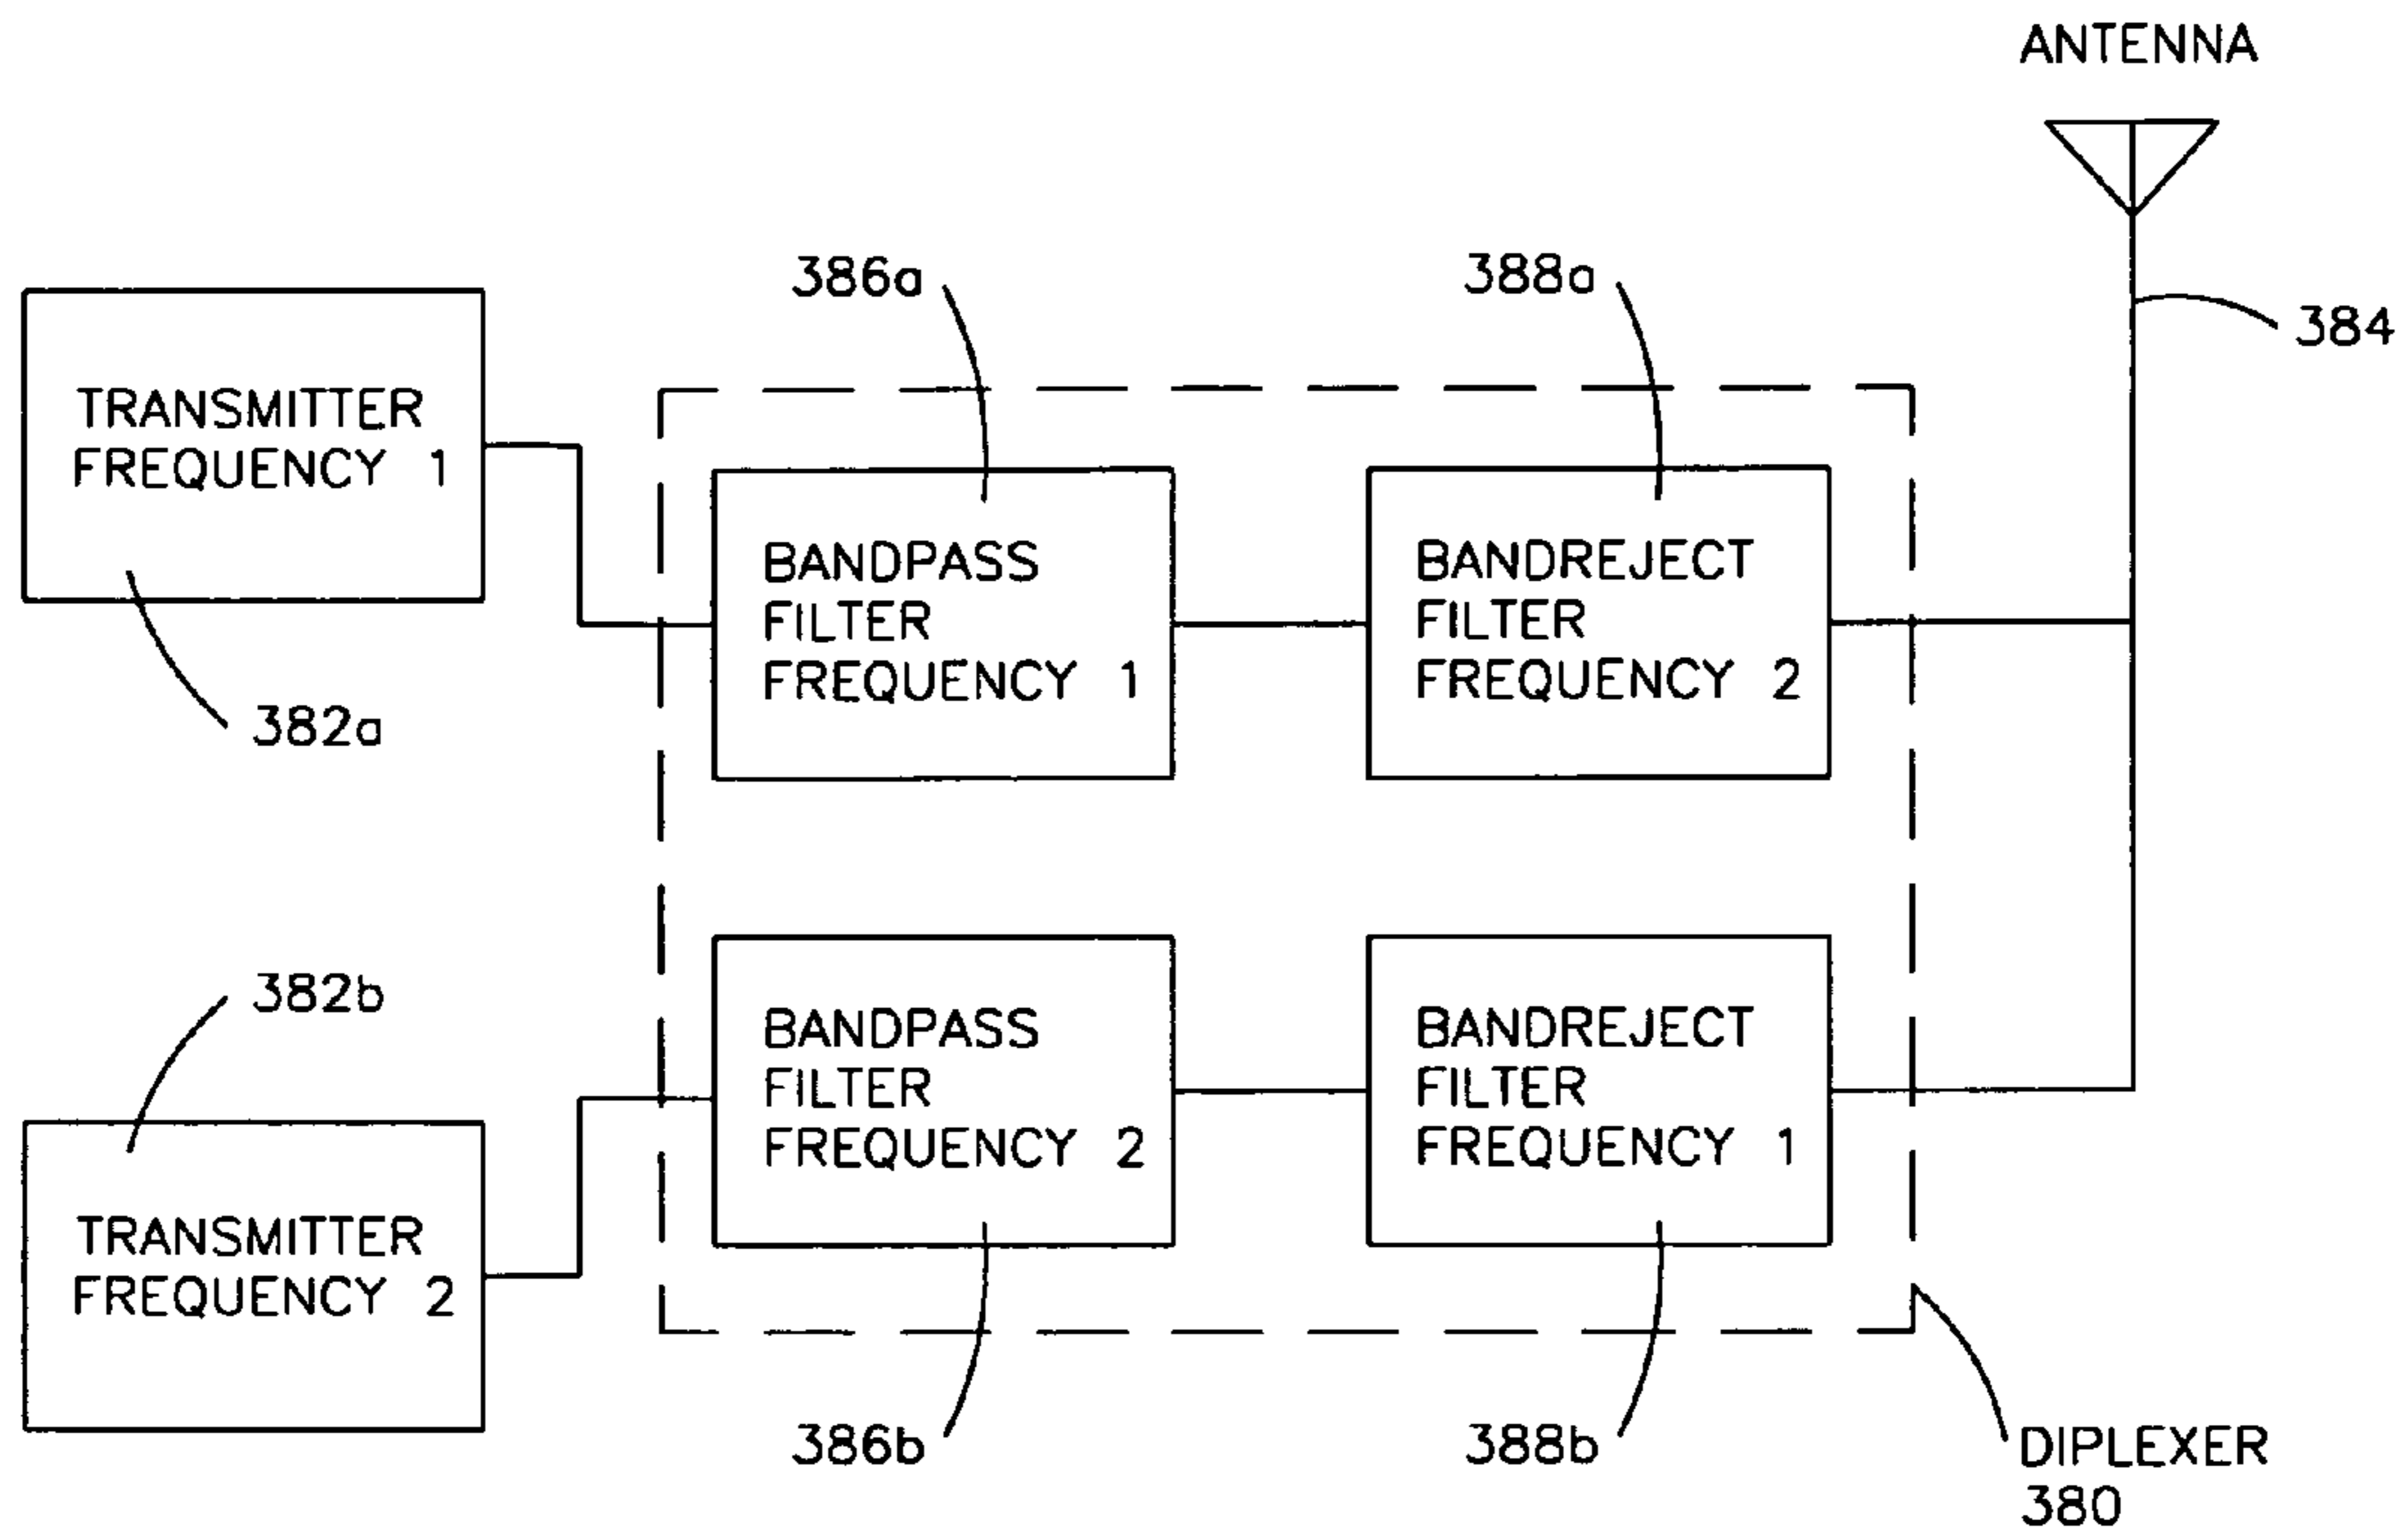 ANTENNA
384
386a
388a
TRANSMITTER
FREQUENCY 1
382a
BANDPASS
FILTER
FREQUENCY 1
BANDREJECT
FILTER
FREQUENCY 2
382b
TRANSMITTER
FREQUENCY 2
BANDPASS
FILTER
FREQUENCY 2
BANDREJECT
FILTER
FREQUENCY 1
386b
388b
DIPLEXER
380